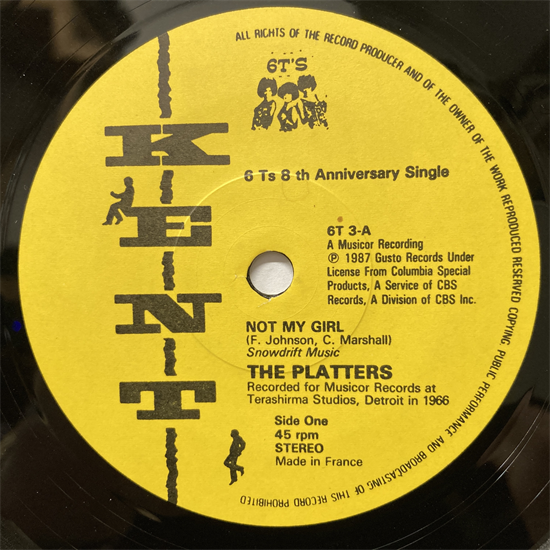 ALL RIGHTS OF THE RECORD PRODUCER AND OF THE OWNER OF THE WORK REPRODUCED RESERVED COPYING PUBLIC PERFORMANCE AND BROADCASTING OF THIS RECORD PROHIBITED
6T'S
KENT
6 Ts 8 th Anniversary Single
6T 3-A
A Musicor Recording
℗ 1987 Gusto Records Under
License From Columbia Special
Products, A Service of CBS
Records, A Division of CBS Inc.
NOT MY GIRL
(F. Johnson, C. Marshall)
Snowdrift Music
THE PLATTERS
Recorded for Musicor Records at
Terashirma Studios, Detroit in 1966
Side One
45 rpm
STEREO
Made in France